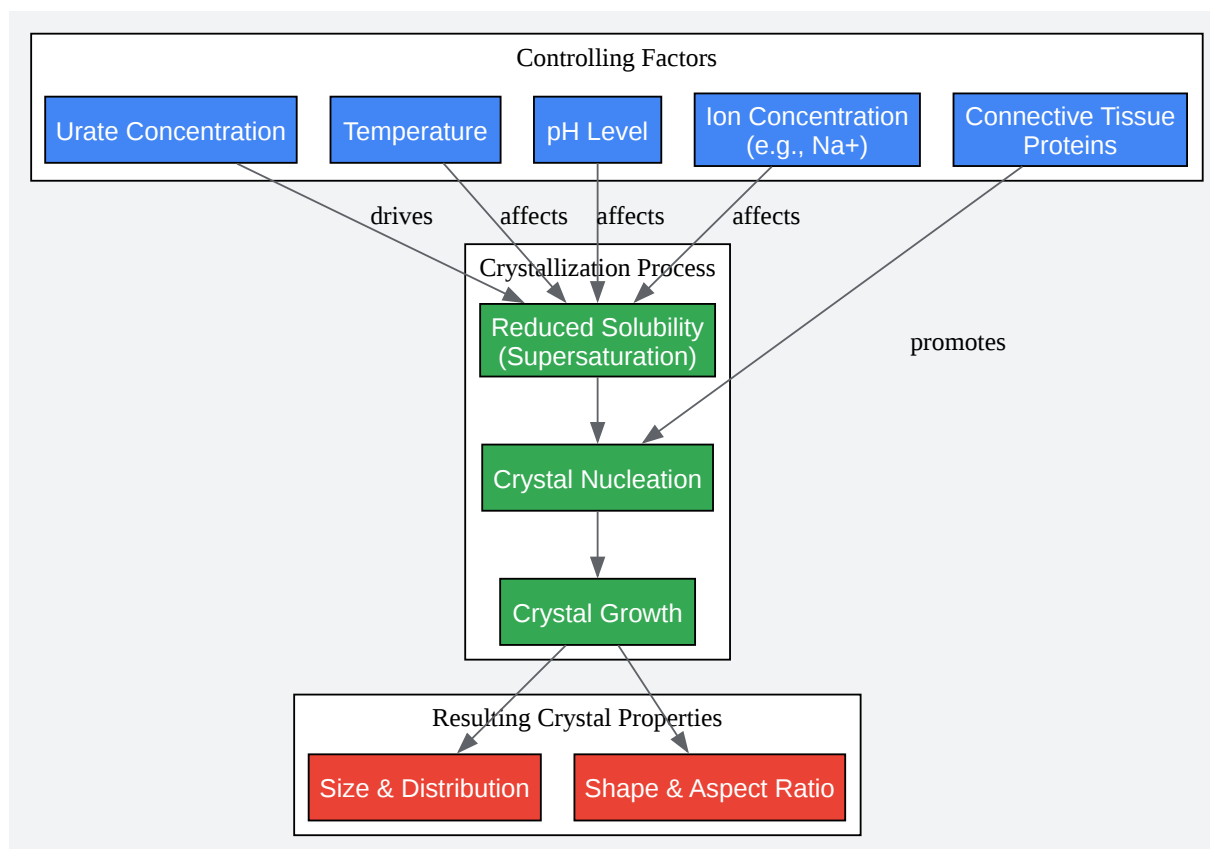 Controlling Factors
Urate Concentration
Temperature
pH Level
Ion Concentration
(e.g., Na+)
Connective Tissue
Proteins
drives
affects
affects
affects
promotes
Crystallization Process
Reduced Solubility
(Supersaturation)
Crystal Nucleation
Crystal Growth
Resulting Crystal Properties
Size & Distribution
Shape & Aspect Ratio